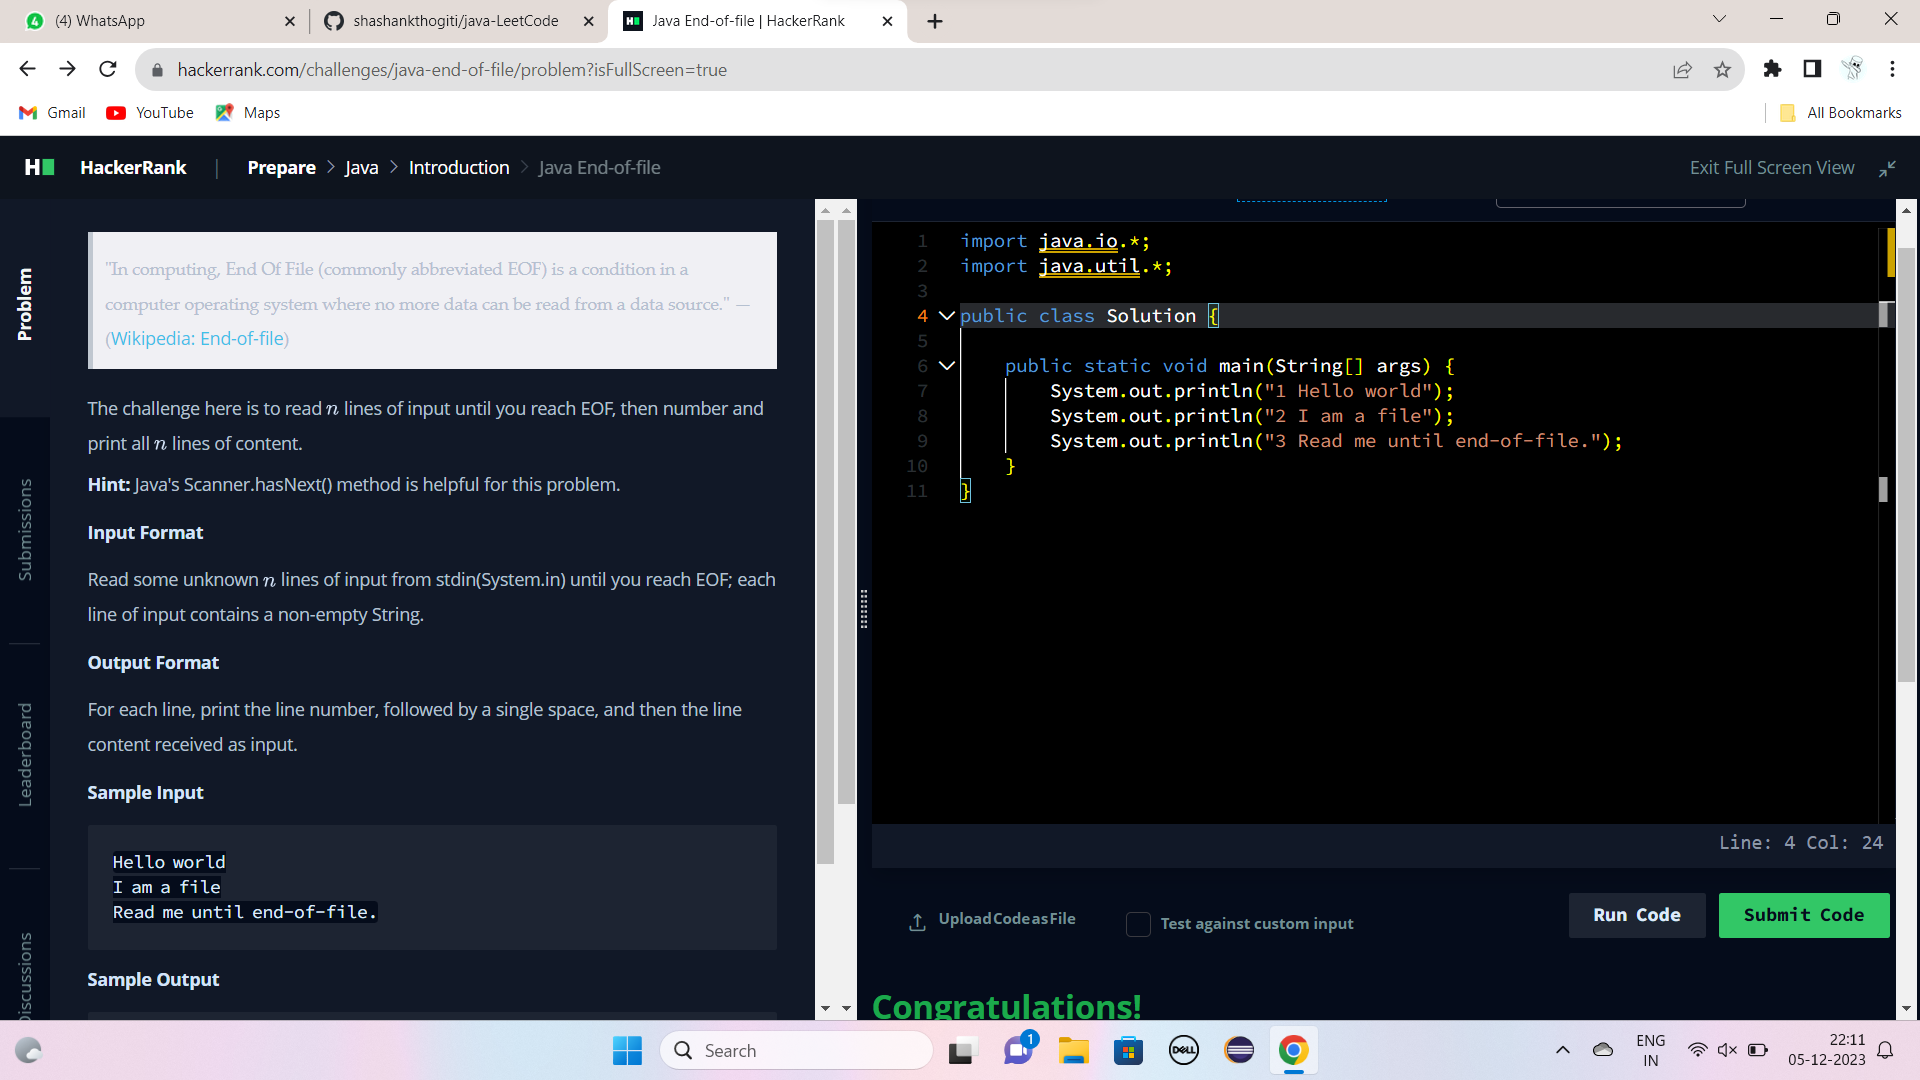 (4) WhatsApp
shashankthogiti/java-LeetCode
Java End-of-file | HackerRank
hackerrank.com/challenges/java-end-of-file/problem?isFullScreen=true
Gmail
YouTube
Maps
All Bookmarks
HackerRank | Prepare > Java > Introduction > Java End-of-file
Exit Full Screen View
Problem
Submissions
Leaderboard
Discussions
"In computing, End Of File (commonly abbreviated EOF) is a condition in a
computer operating system where no more data can be read from a data source." —
(Wikipedia: End-of-file)
The challenge here is to read n lines of input until you reach EOF, then number and
print all n lines of content.
Hint: Java's Scanner.hasNext() method is helpful for this problem.
Input Format
Read some unknown n lines of input from stdin(System.in) until you reach EOF; each
line of input contains a non-empty String.
Output Format
For each line, print the line number, followed by a single space, and then the line
content received as input.
Sample Input
Hello world
I am a file
Read me until end-of-file.
Sample Output
1 import java.io.*;
2 import java.util.*;
3
4 public class Solution {
5
6 public static void main(String[] args) {
7 System.out.println("1 Hello world");
8 System.out.println("2 I am a file");
9 System.out.println("3 Read me until end-of-file.");
10 }
11 }
Line: 4 Col: 24
Upload Code as File
Test against custom input
Run Code
Submit Code
Congratulations!
Search
1
DELL
ENG
IN
22:11
05-12-2023